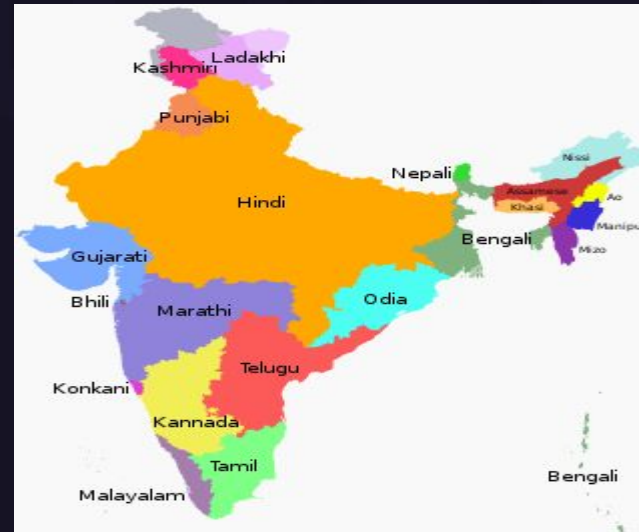 Ladakhi
Kashmiri
Punjabi
Nissi
Nepali
Assamese
Ao
Hindi
Khasi
Manipu
Bengali
Mizo
Gujarati
Bhili
Marathi
Odia
Telugu
Konkani
Kannada
Tamil
Bengali
Malayalam